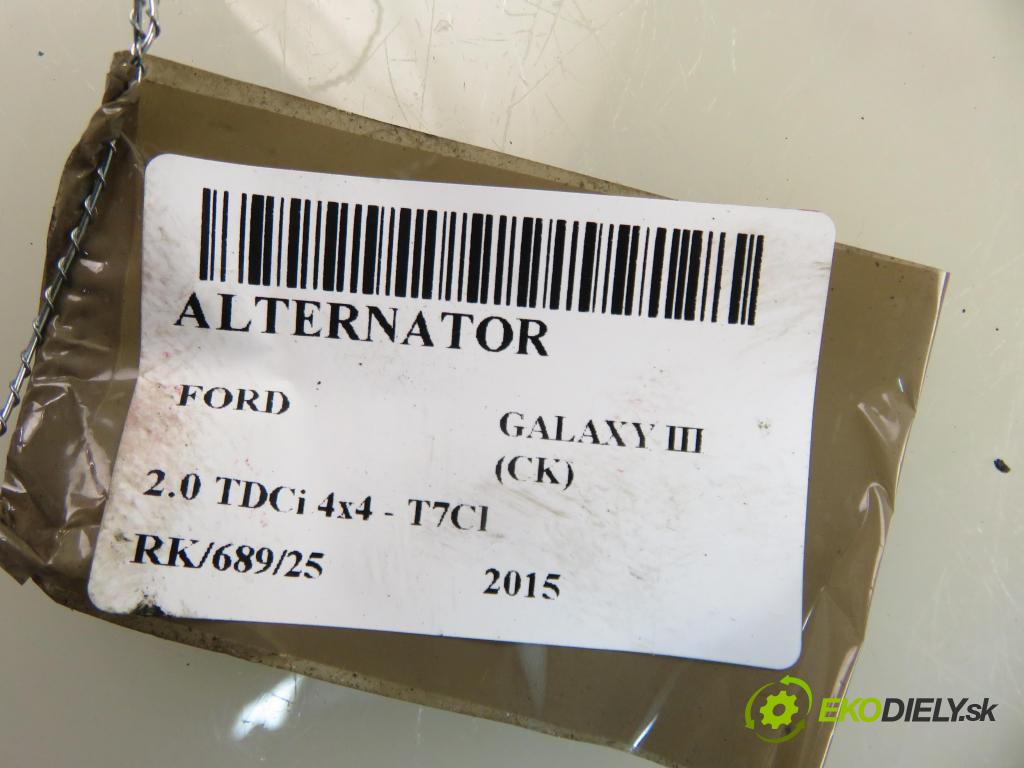 ALTERNATOR
FORD
GALAXY III
(CK)
2.0 TDCi 4x4 - T7CI
RK/689/25
2015
EKODIELY.sk